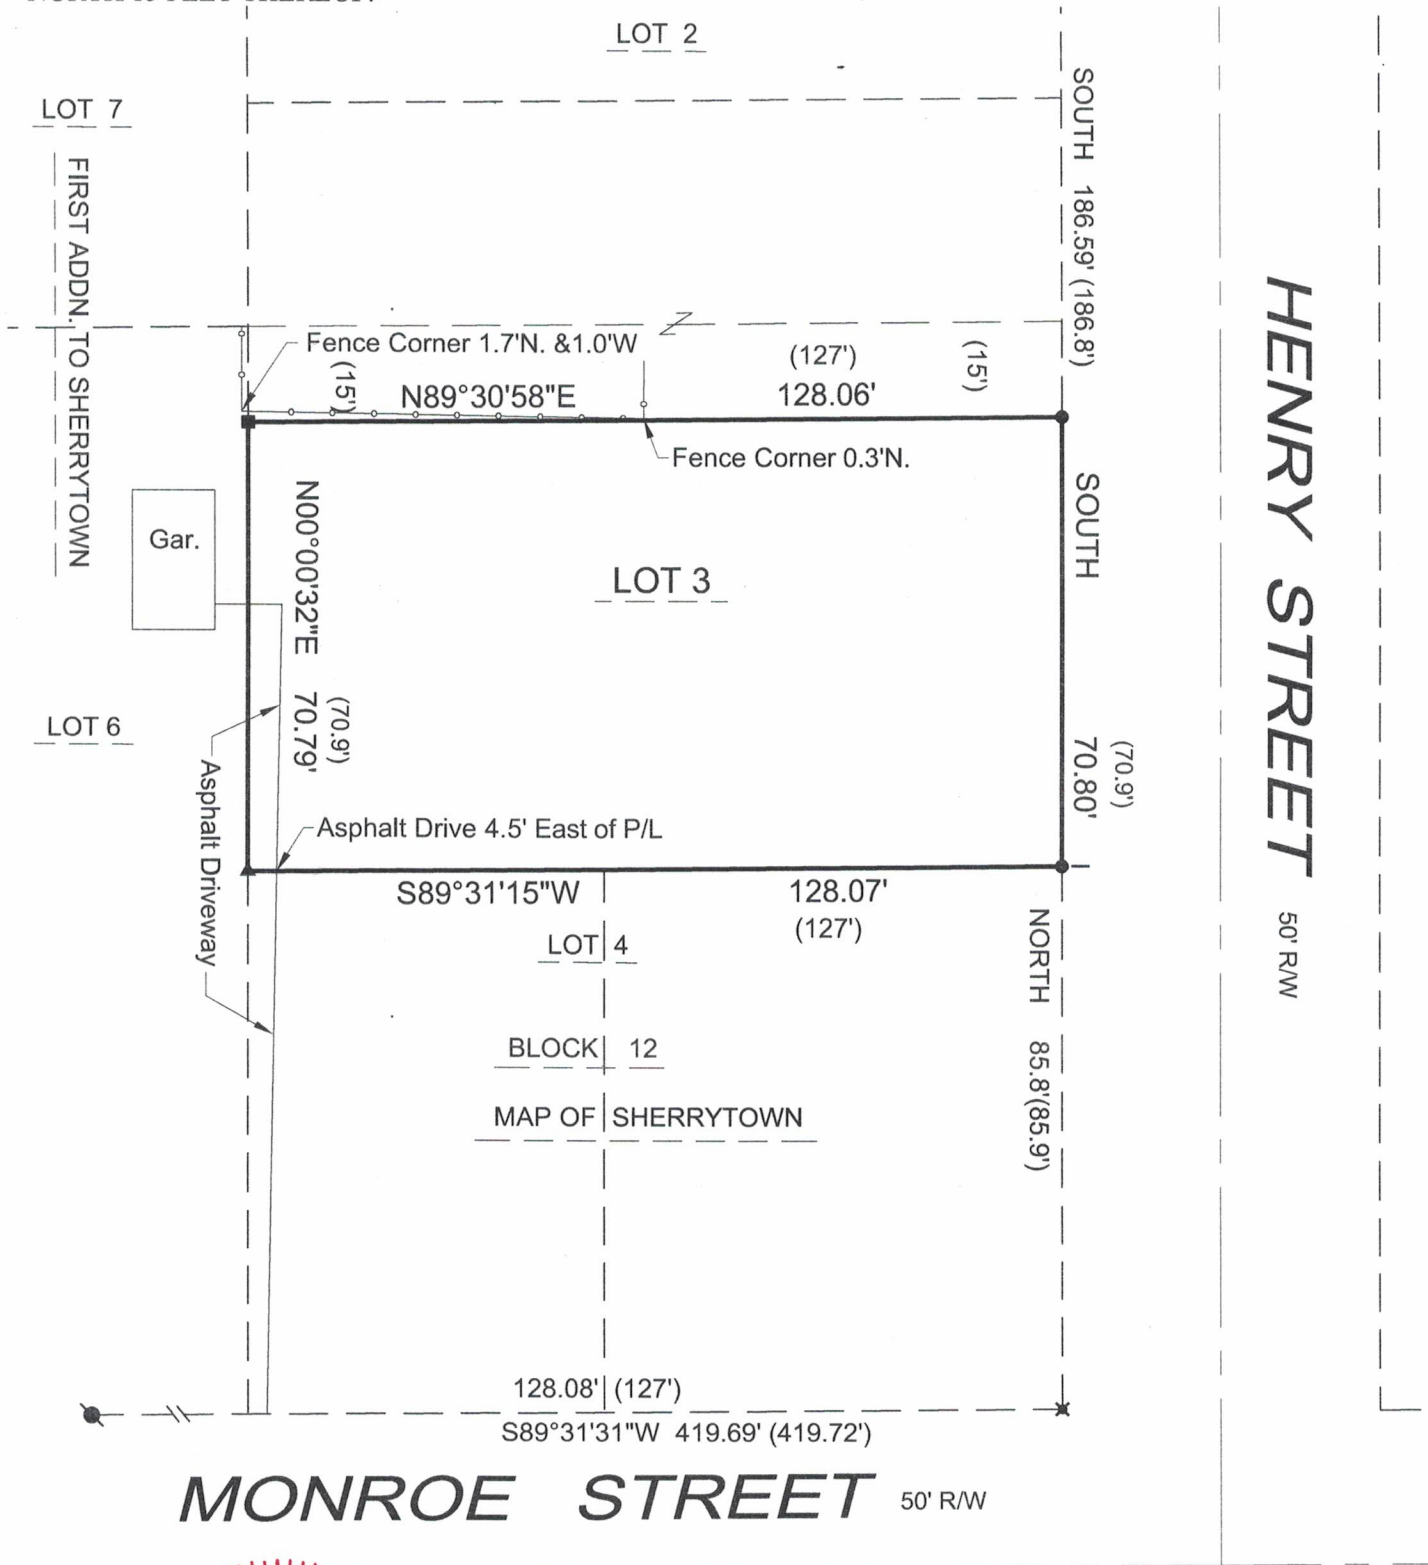 LOT 2
LOT 7
FIRST ADDN. TO SHERRYTOWN
SOUTH 186.59' (186.8')
Fence Corner 1.7'N. &1.0'W
(15')
(127')
(15')
N89°30'58"E
128.06'
Fence Corner 0.3'N.
Gar.
N00°00'32"E
70.79'
(70.9')
LOT 3
SOUTH
70.80'
(70.9')
HENRY STREET
50' R/W
LOT 6
Asphalt Driveway
Asphalt Drive 4.5' East of P/L
S89°31'15"W
128.07'
(127')
LOT 4
NORTH 85.8'(85.9')
BLOCK 12
MAP OF SHERRYTOWN
128.08' (127')
S89°31'31"W 419.69' (419.72')
MONROE STREET 50' R/W